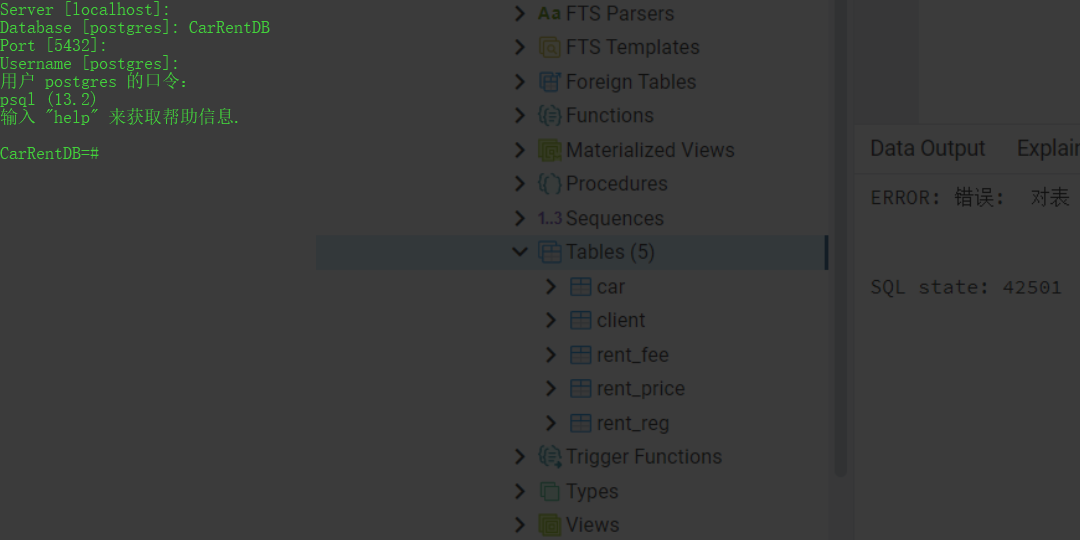 Server [localhost]:
Database [postgres]: CarRentDB
Port [5432]:
Username [postgres]:
用户 postgres 的口令：
psql (13.2)
输入 "help" 来获取帮助信息.
CarRentDB=#
Aa FTS Parsers
FTS Templates
Foreign Tables
Functions
Materialized Views
Procedures
1..3 Sequences
Tables (5)
car
client
rent_fee
rent_price
rent_reg
Trigger Functions
Types
Views
Data Output Explain
ERROR: 错误: 对表
SQL state: 42501